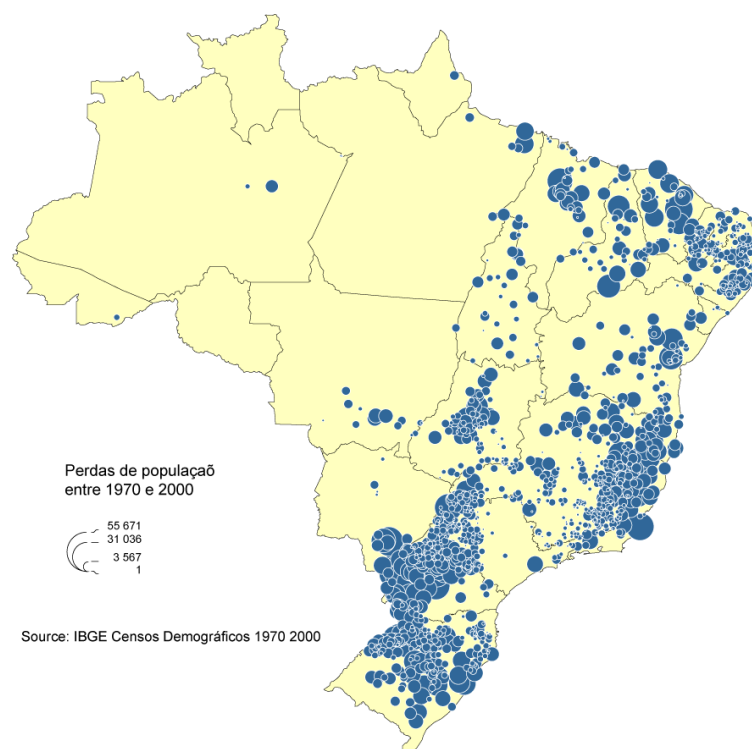 Perdas de populaçaõ
entre 1970 e 2000
55 671
31 036
3 567
1
Source: IBGE Censos Demográficos 1970 2000